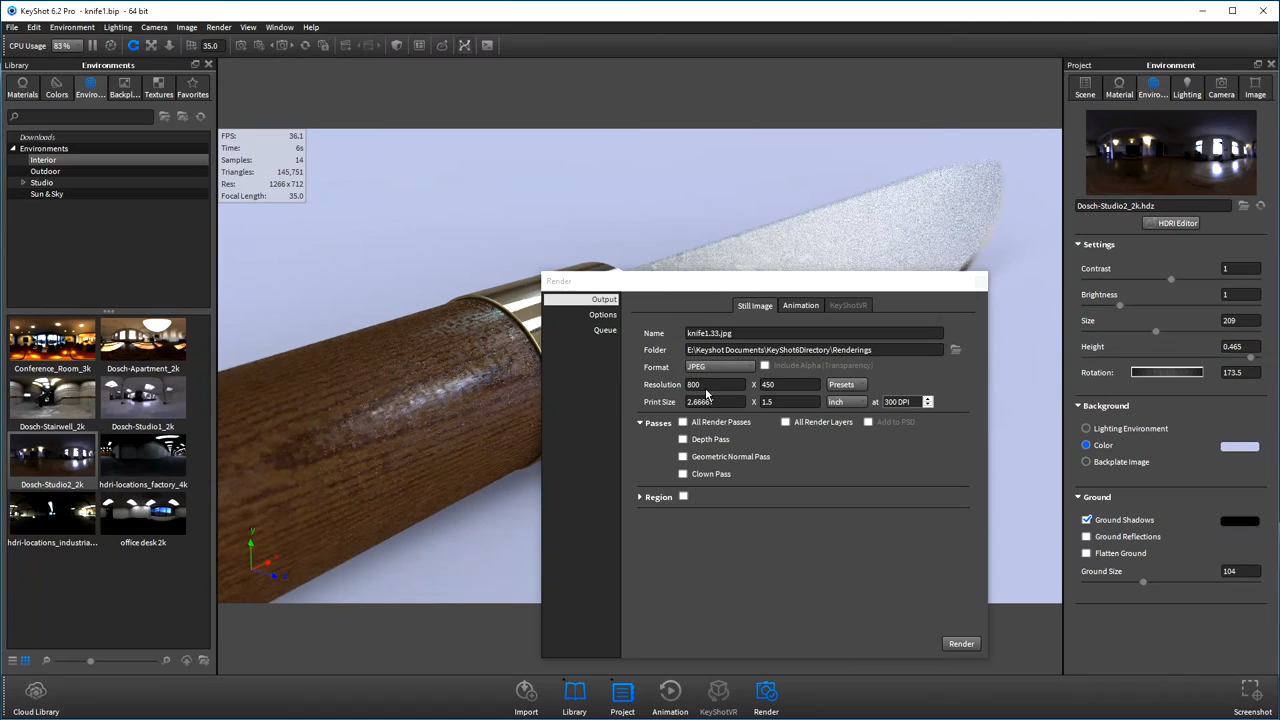 KeyShot 6.2 Pro - knife1.bip - 64 bit
File Edit Environment Lighting Camera Image Render View Window Help
CPU Usage 83 % 35.0
Library Environments
Materials Colors Enviro... Backpl... Textures Favorites
Downloads
Environments
Interior
Outdoor
Studio
Sun & Sky
Conference_Room_3k Dosch-Apartment_2k
Dosch-Stairwell_2k Dosch-Studio1_2k
Dosch-Studio2_2k hdri-locations_factory_4k
hdri-locations_industria... office desk 2k
FPS: 36.1
Time: 6s
Samples: 14
Triangles: 145,751
Res: 1266 x 712
Focal Length: 35.0
Render
Output
Options
Queue
Still Image Animation KeyShotVR
Name knife1.33.jpg
Folder E:\Keyshot Documents\KeyShot6Directory\Renderings
Format JPEG Include Alpha (Transparency)
Resolution 800 X 450 Presets
Print Size X 1.5 inch at 300 DPI
Passes All Render Passes All Render Layers Add to PSD
Depth Pass
Geometric Normal Pass
Clown Pass
Region
Render
Project Environment
Scene Material Enviro... Lighting Camera Image
Dosch-Studio2_2k.hdz
HDRI Editor
Settings
Contrast 1
Brightness 1
Size 209
Height 0.465
Rotation: 173.5
Background
Lighting Environment
Color
Backplate Image
Ground
Ground Shadows
Ground Reflections
Flatten Ground
Ground Size 104
Cloud Library Import Library Project Animation KeyShotVR Render Screenshot